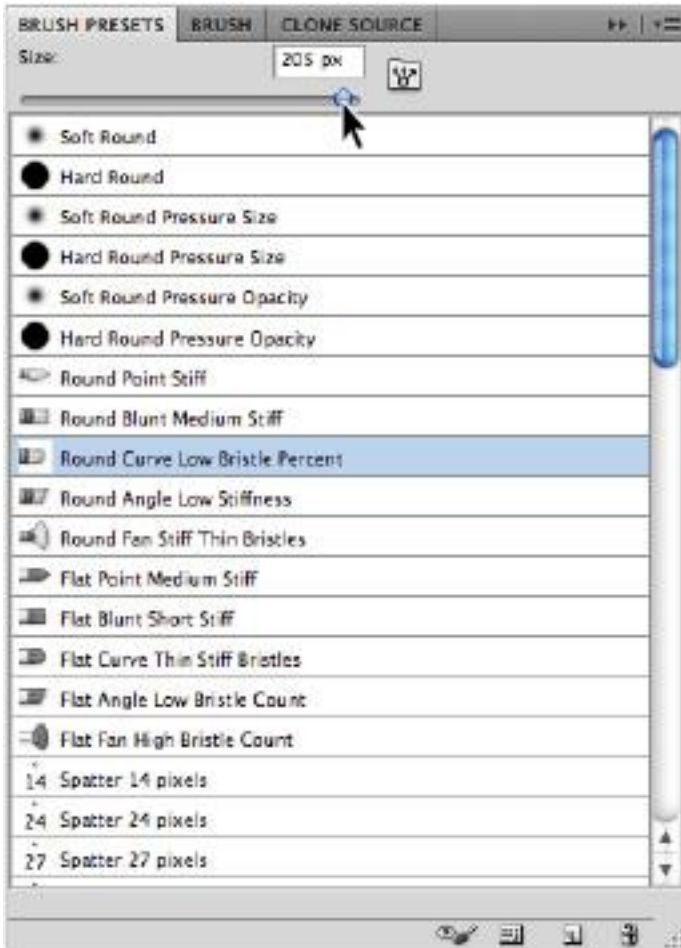 BRUSH PRESETS BRUSH CLONE SOURCE
Size: 205 px
Soft Round
Hard Round
Soft Round Pressure Size
Hard Round Pressure Size
Soft Round Pressure Opacity
Hard Round Pressure Opacity
Round Point Stiff
Round Blunt Medium Stiff
Round Curve Low Bristle Percent
Round Angle Low Stiffness
Round Fan Stiff Thin Bristles
Flat Point Medium Stiff
Flat Blunt Short Stiff
Flat Curve Thin Stiff Bristles
Flat Angle Low Bristle Count
Flat Fan High Bristle Count
14 Spatter 14 pixels
24 Spatter 24 pixels
27 Spatter 27 pixels